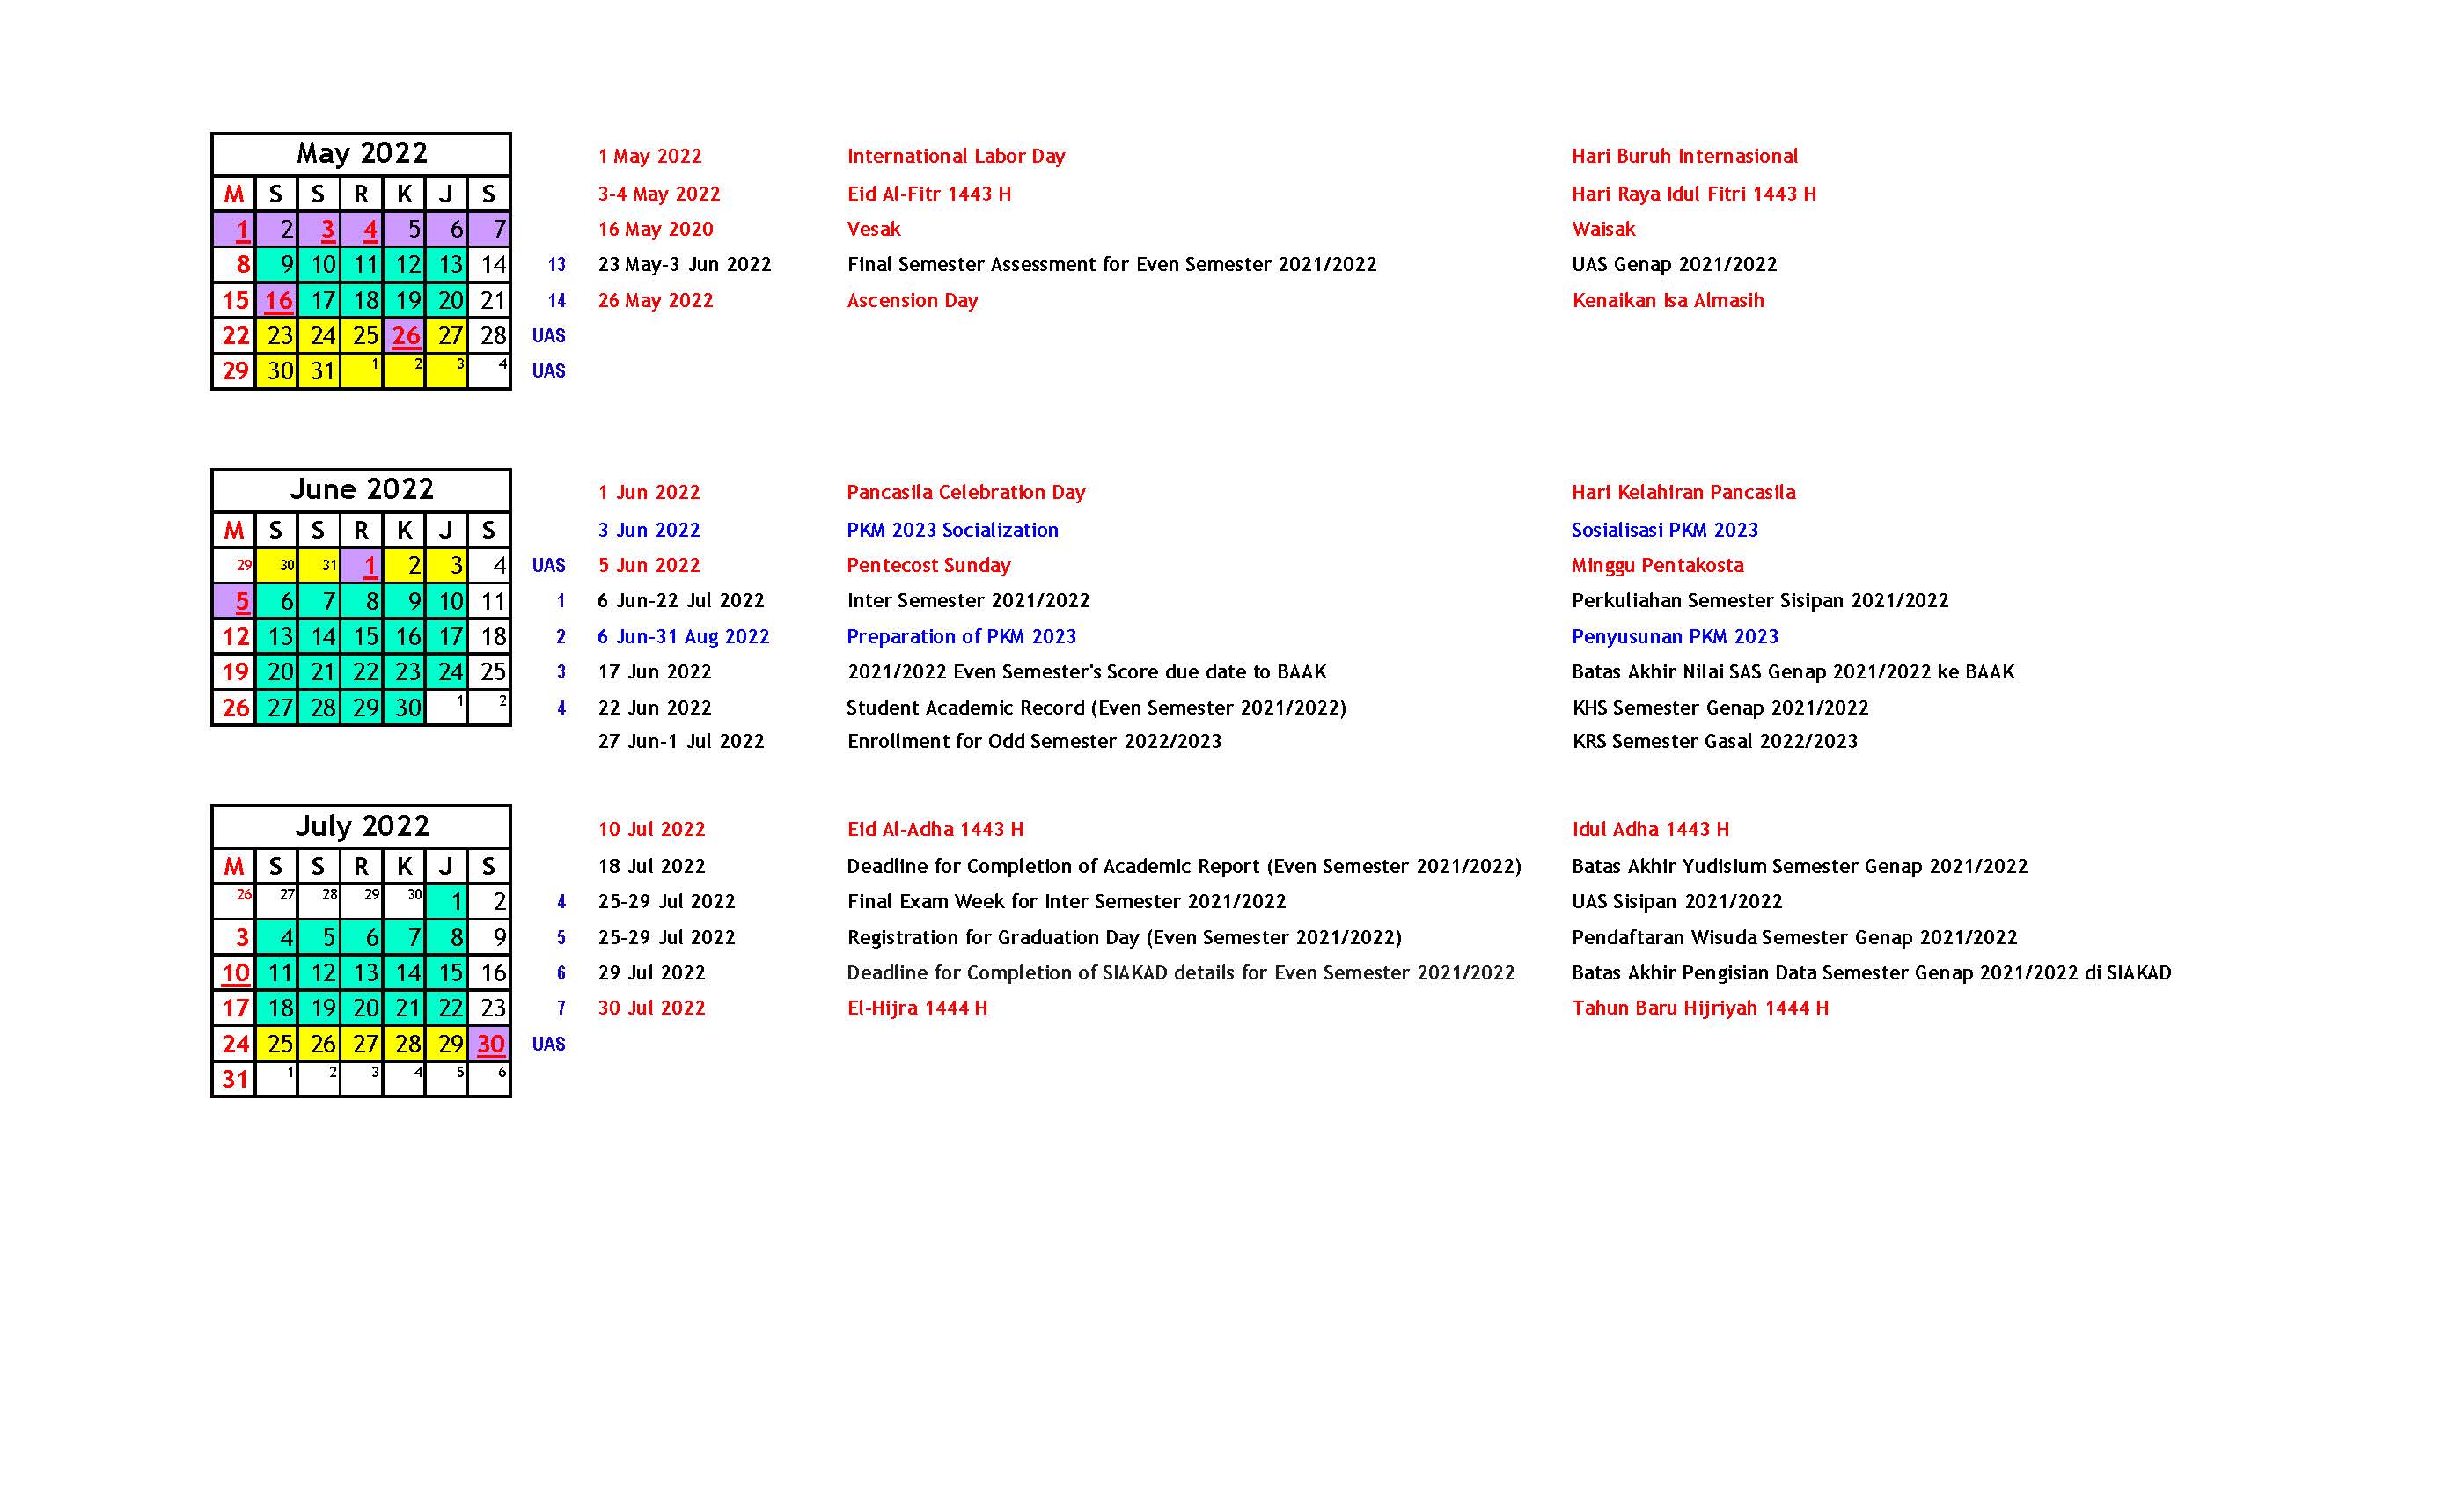 May 2022
M S S R K J S
1 2 3 4 5 6 7
8 9 10 11 12 13 14 13
15 16 17 18 19 20 21 14
22 23 24 25 26 27 28 UAS
29 30 31 1 2 3 4 UAS
1 May 2022 International Labor Day Hari Buruh Internasional
3-4 May 2022 Eid Al-Fitr 1443 H Hari Raya Idul Fitri 1443 H
16 May 2020 Vesak Waisak
23 May-3 Jun 2022 Final Semester Assessment for Even Semester 2021/2022 UAS Genap 2021/2022
26 May 2022 Ascension Day Kenaikan Isa Almasih
June 2022
M S S R K J S
29 30 31 1 2 3 4 UAS
5 6 7 8 9 10 11 1
12 13 14 15 16 17 18 2
19 20 21 22 23 24 25 3
26 27 28 29 30 1 2 4
1 Jun 2022 Pancasila Celebration Day Hari Kelahiran Pancasila
3 Jun 2022 PKM 2023 Socialization Sosialisasi PKM 2023
5 Jun 2022 Pentecost Sunday Minggu Pentakosta
6 Jun-22 Jul 2022 Inter Semester 2021/2022 Perkuliahan Semester Sisipan 2021/2022
6 Jun-31 Aug 2022 Preparation of PKM 2023 Penyusunan PKM 2023
17 Jun 2022 2021/2022 Even Semester's Score due date to BAAK Batas Akhir Nilai SAS Genap 2021/2022 ke BAAK
22 Jun 2022 Student Academic Record (Even Semester 2021/2022) KHS Semester Genap 2021/2022
27 Jun-1 Jul 2022 Enrollment for Odd Semester 2022/2023 KRS Semester Gasal 2022/2023
July 2022
M S S R K J S
26 27 28 29 30 1 2 4
3 4 5 6 7 8 9 5
10 11 12 13 14 15 16 6
17 18 19 20 21 22 23 7
24 25 26 27 28 29 30 UAS
31 1 2 3 4 5 6
10 Jul 2022 Eid Al-Adha 1443 H Idul Adha 1443 H
18 Jul 2022 Deadline for Completion of Academic Report (Even Semester 2021/2022) Batas Akhir Yudisium Semester Genap 2021/2022
25-29 Jul 2022 Final Exam Week for Inter Semester 2021/2022 UAS Sisipan 2021/2022
25-29 Jul 2022 Registration for Graduation Day (Even Semester 2021/2022) Pendaftaran Wisuda Semester Genap 2021/2022
29 Jul 2022 Deadline for Completion of SIAKAD details for Even Semester 2021/2022 Batas Akhir Pengisian Data Semester Genap 2021/2022 di SIAKAD
30 Jul 2022 El-Hijra 1444 H Tahun Baru Hijriyah 1444 H